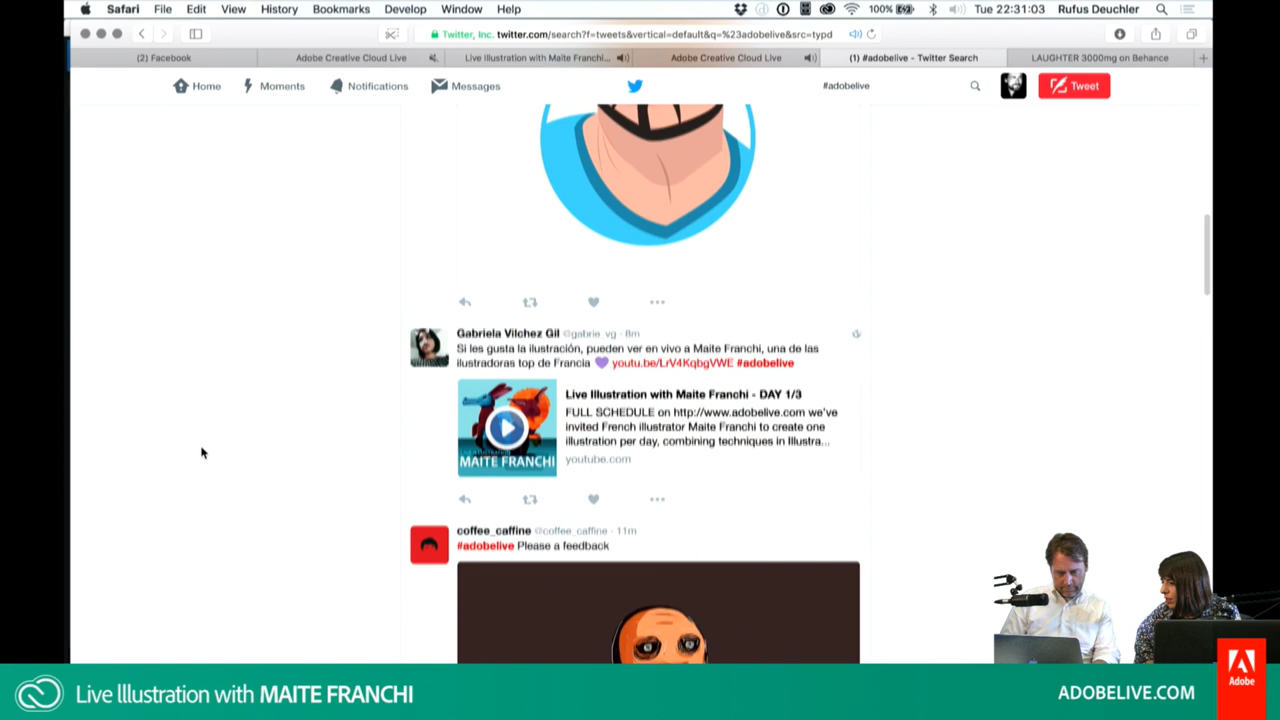 Safari File Edit View History Bookmarks Develop Window Help 100% Tue 22:31:03 Rufus Deuchler
Twitter, Inc. twitter.com/search?f=tweets&vertical=default&q=%23adobelive&src=typd
(2) Facebook
Adobe Creative Cloud Live
Live Illustration with Maite Franchi...
Adobe Creative Cloud Live
(1) #adobelive - Twitter Search
LAUGHTER 3000mg on Behance
Home Moments Notifications Messages #adobelive Tweet
Gabriela Vilchez Gil @gabrie_vg · 8m
Si les gusta la ilustración, pueden ver en vivo a Maite Franchi, una de las
ilustradoras top de Francia 💜 youtu.be/LrV4KqbgVWE #adobelive
MAITE FRANCHI
Live Illustration with Maite Franchi - DAY 1/3
FULL SCHEDULE on http://www.adobelive.com we've
invited French illustrator Maite Franchi to create one
illustration per day, combining techniques in Illustra...
youtube.com
coffee_caffine @coffee_caffine · 11m
#adobelive Please a feedback
Live Illustration with MAITE FRANCHI
ADOBELIVE.COM
Adobe